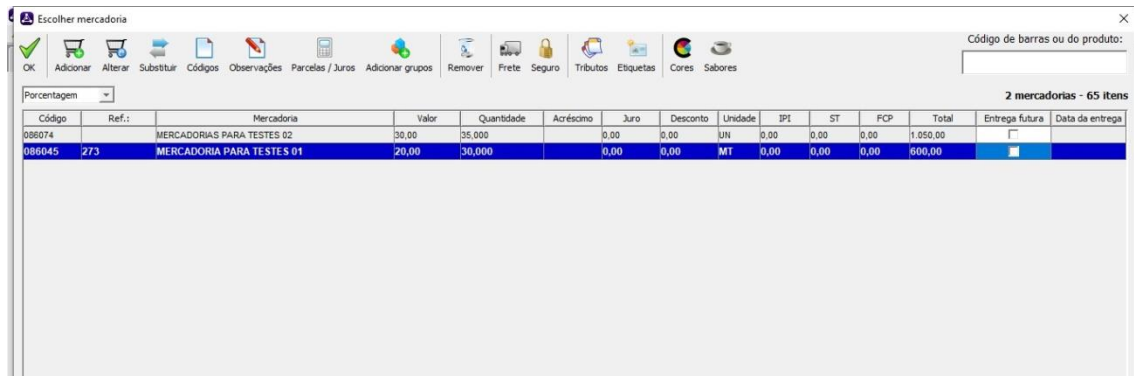 Escolher mercadoria
Código de barras ou do produto:
OK Adicionar Alterar Substituir Códigos Observações Parcelas / Juros Adicionar grupos Remover Frete Seguro Tributos Etiquetas Cores Sabores
Porcentagem
2 mercadorias - 65 itens
Código Ref.: Mercadoria Valor Quantidade Acréscimo Juro Desconto Unidade IPI ST FCP Total Entrega futura Data da entrega
086074 MERCADORIAS PARA TESTES 02 30,00 35,000 0,00 0,00 UN 0,00 0,00 0,00 1.050,00
086045 273 MERCADORIA PARA TESTES 01 20,00 30,000 0,00 0,00 MT 0,00 0,00 0,00 600,00